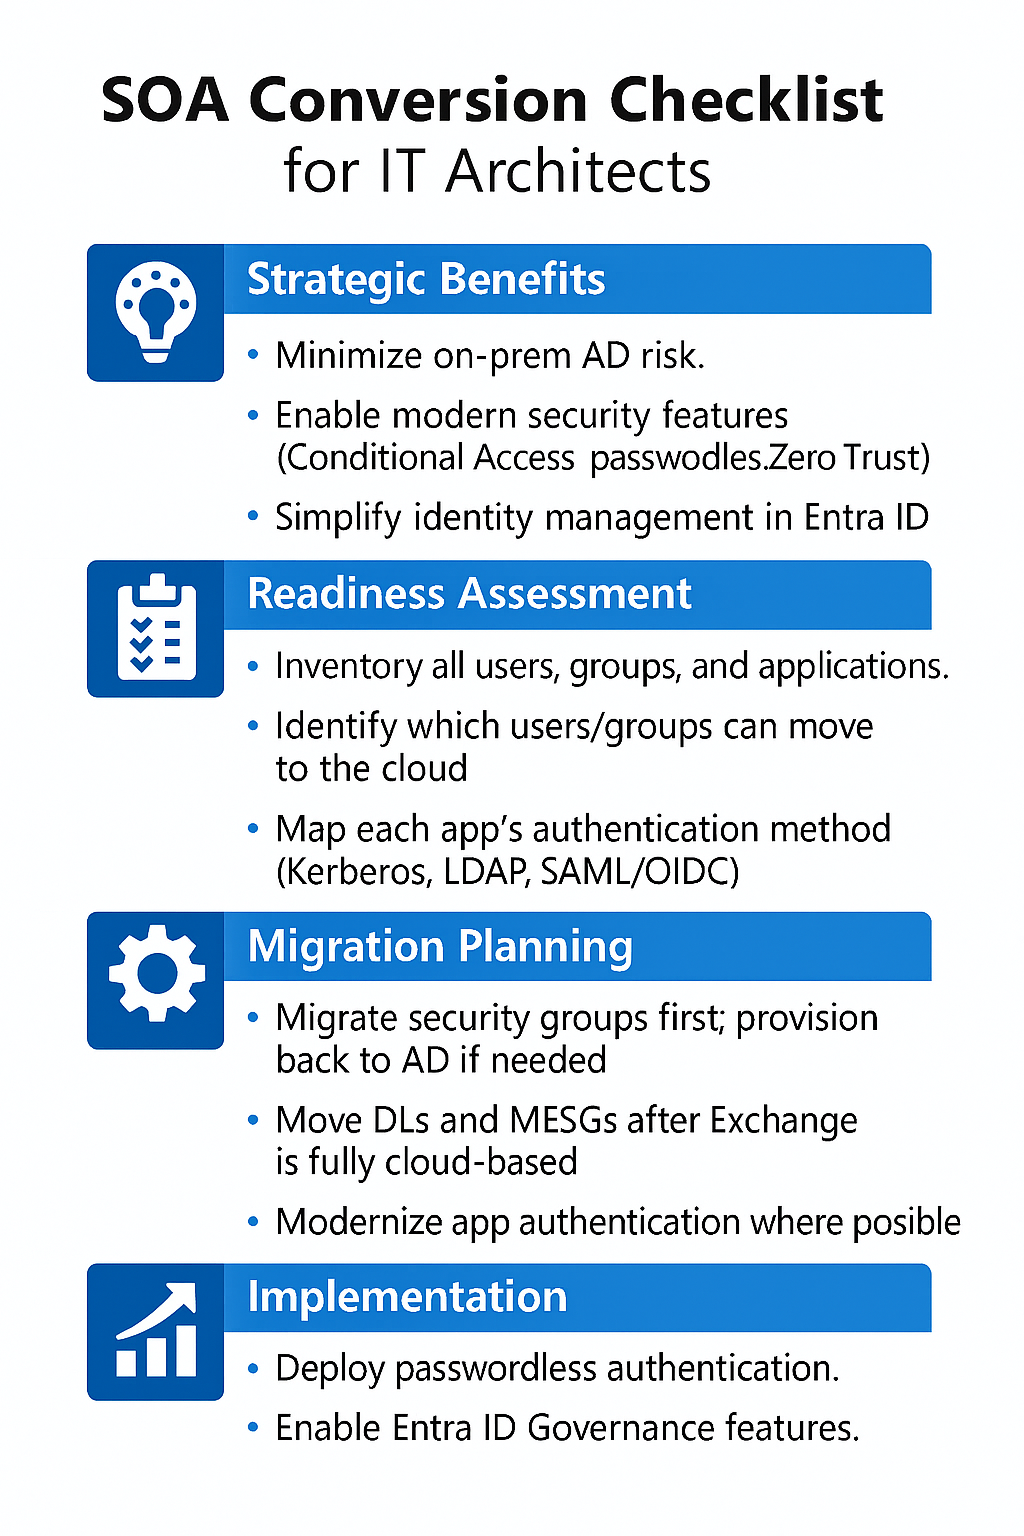 SOA Conversion Checklist
for IT Architects
Strategic Benefits
• Minimize on-prem AD risk.
• Enable modern security features
(Conditional Access passwodles.Zero Trust)
• Simplify identity management in Entra ID
Readiness Assessment
• Inventory all users, groups, and applications.
• Identify which users/groups can move
to the cloud
• Map each app’s authentication method
(Kerberos, LDAP, SAML/OIDC)
Migration Planning
• Migrate security groups first; provision
back to AD if needed
• Move DLs and MESGs after Exchange
is fully cloud-based
• Modernize app authentication where posible
Implementation
• Deploy passwordless authentication.
• Enable Entra ID Governance features.